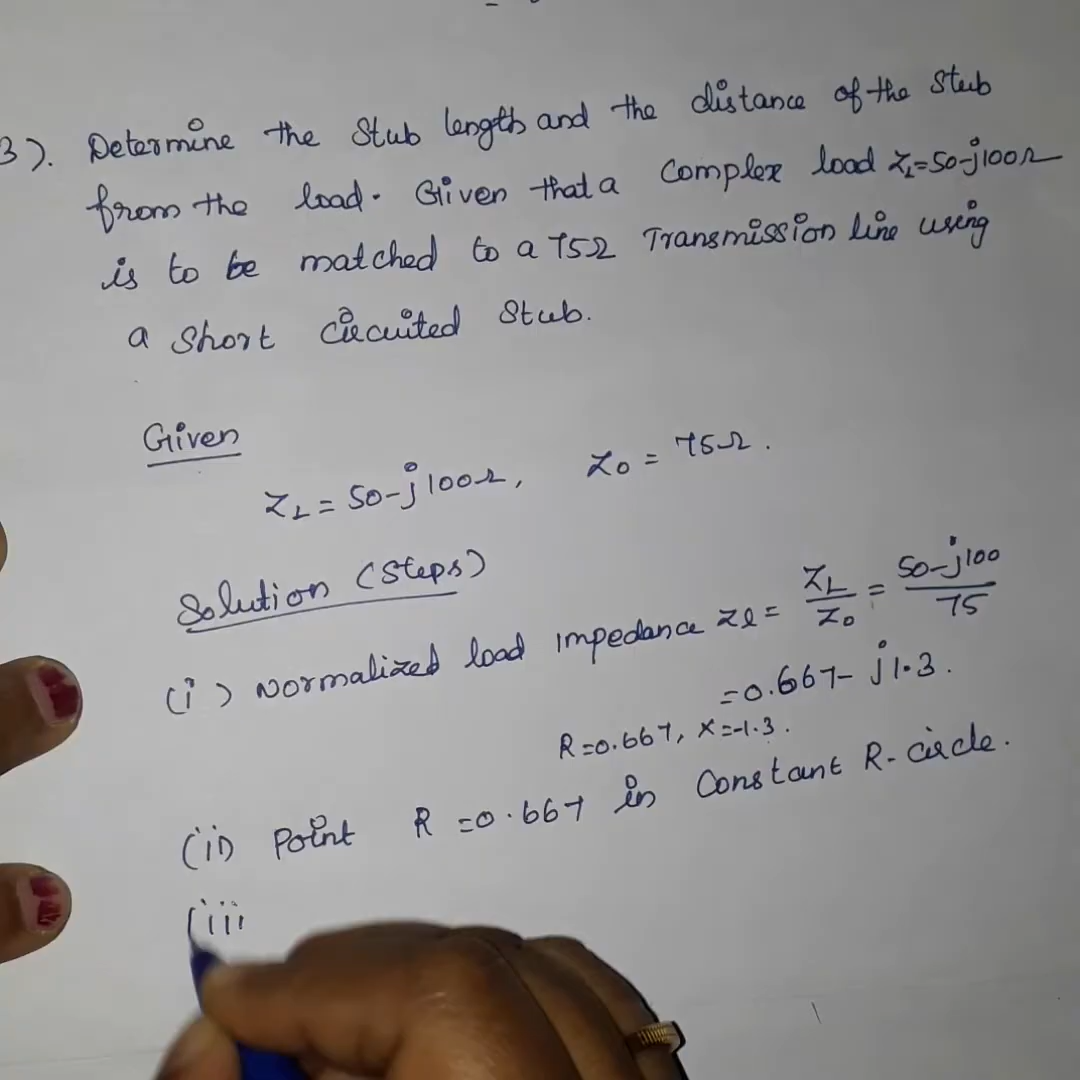 3). Determine the Stub length and the distance of the Stub
from the load. Given that a Complex load ZL=50-j100Ω
is to be matched to a 75Ω Transmission line using
a Short Circuited Stub.
Given
ZL = 50-j100Ω, Z0 = 75Ω.
Solution (Steps)
(i) Normalized load impedance zl = ZL/Z0 = 50-j100/75
=0.667- j1.3.
R=0.667, X=-1.3.
(ii) Point R=0.667 in Constant R-circle.
(iii